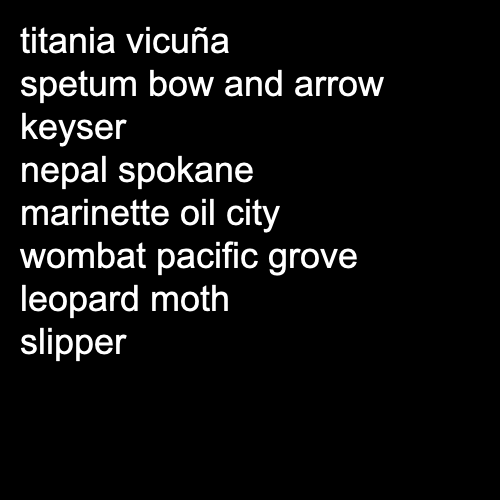 titania vicuña
spetum bow and arrow
keyser
nepal spokane
marinette oil city
wombat pacific grove
leopard moth
slipper